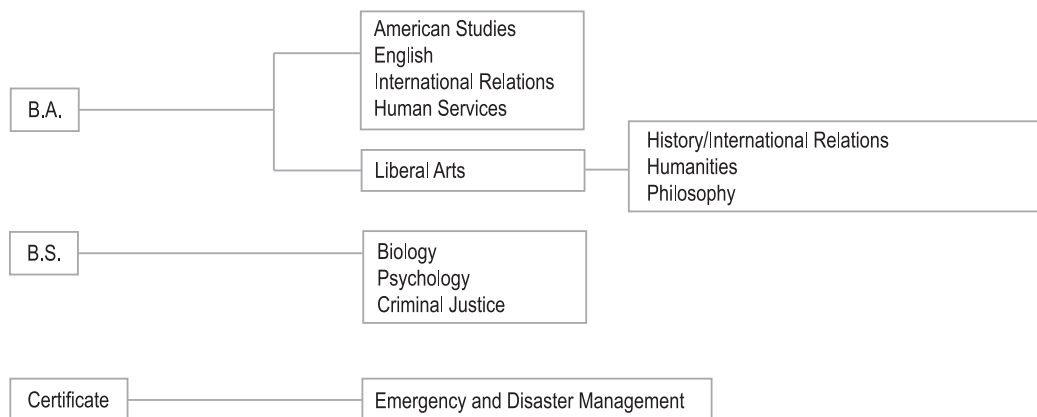 American Studies
English
International Relations
Human Services
B.A.
Liberal Arts
History/International Relations
Humanities
Philosophy
B.S.
Biology
Psychology
Criminal Justice
Certificate
Emergency and Disaster Management